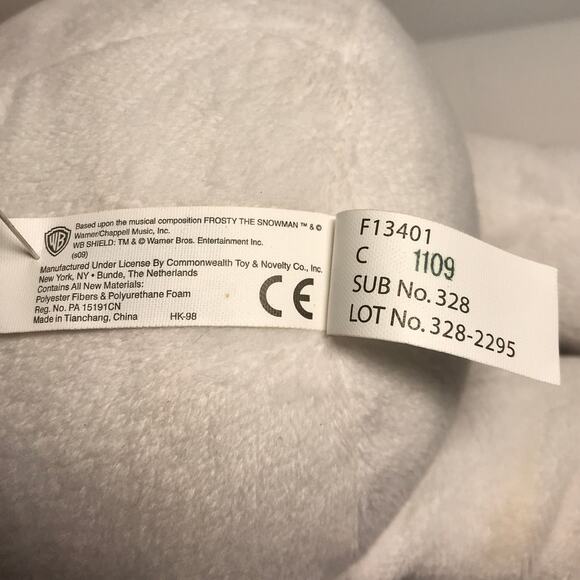 WB
Based upon the musical composition FROSTY THE SNOWMAN ™ & ©
Warner/Chappell Music, Inc.
WB SHIELD: TM & © Warner Bros. Entertainment Inc.
(s09)
Manufactured Under License By Commonwealth Toy & Novelty Co., Inc.
New York, NY • Bunde, The Netherlands
Contains All New Materials:
Polyester Fibers & Polyurethane Foam
Reg. No. PA 15191CN
Made in Tianchang, China HK-98
CE
F13401
C 1109
SUB No. 328
LOT No. 328-2295